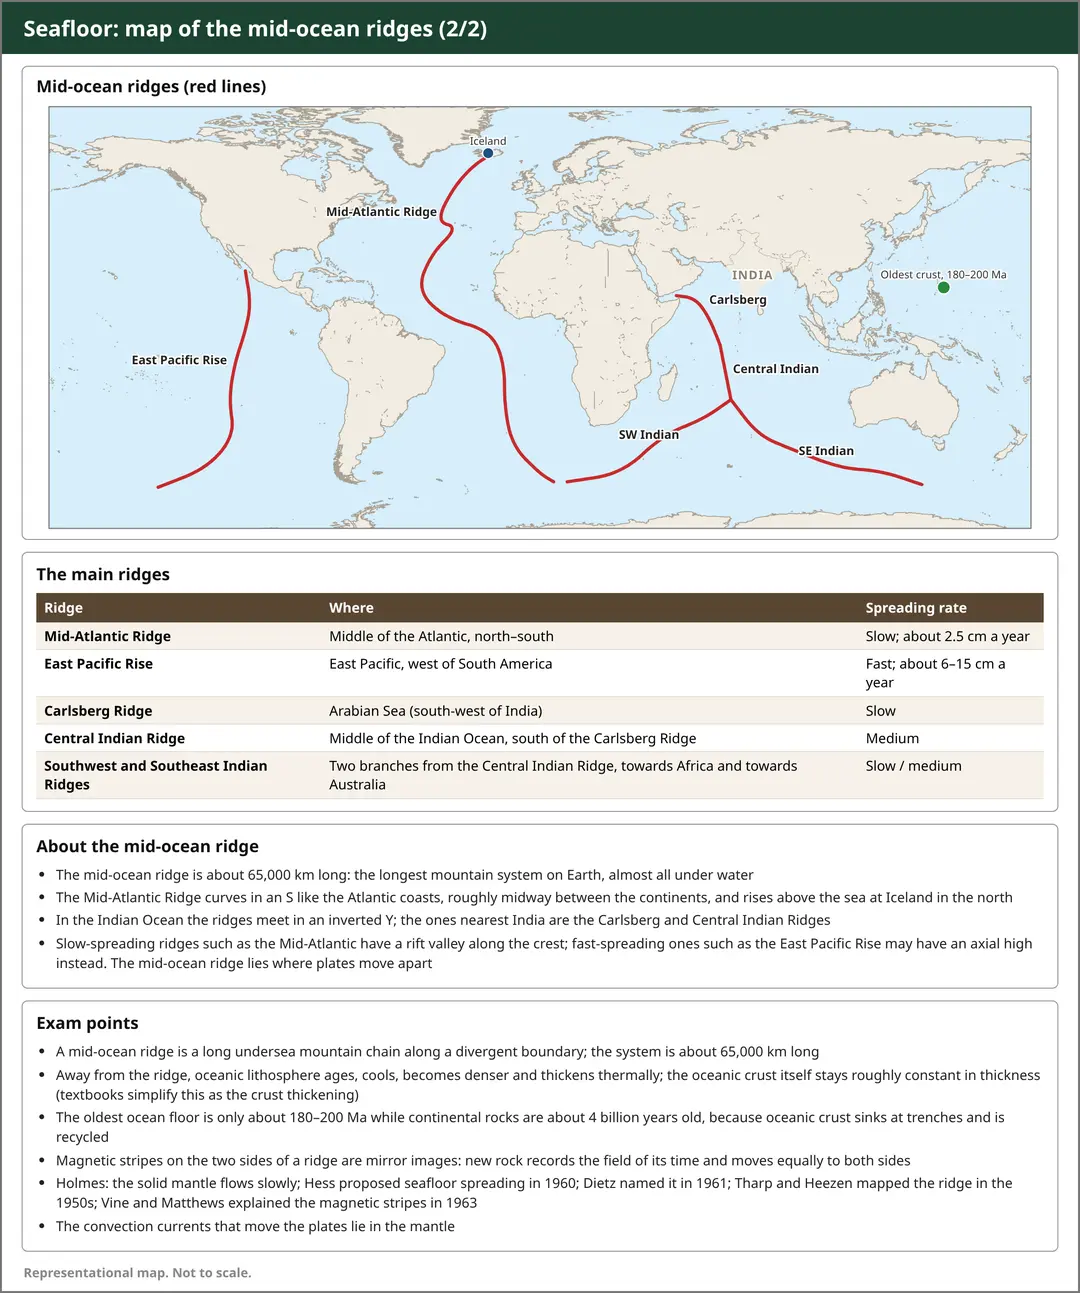 Seafloor: map of the mid-ocean ridges (2/2)
Mid-ocean ridges (red lines)
Iceland
Mid-Atlantic Ridge
INDIA
Oldest crust, 180–200 Ma
Carlsberg
East Pacific Rise
Central Indian
SW Indian
SE Indian
The main ridges
Ridge Where Spreading rate
Mid-Atlantic Ridge Middle of the Atlantic, north–south Slow; about 2.5 cm a year
East Pacific Rise East Pacific, west of South America Fast; about 6–15 cm a
year
Carlsberg Ridge Arabian Sea (south-west of India) Slow
Central Indian Ridge Middle of the Indian Ocean, south of the Carlsberg Ridge Medium
Southwest and Southeast Indian Two branches from the Central Indian Ridge, towards Africa and towards Slow / medium
Ridges Australia
About the mid-ocean ridge
• The mid-ocean ridge is about 65,000 km long: the longest mountain system on Earth, almost all under water
• The Mid-Atlantic Ridge curves in an S like the Atlantic coasts, roughly midway between the continents, and rises above the sea at Iceland in the north
• In the Indian Ocean the ridges meet in an inverted Y; the ones nearest India are the Carlsberg and Central Indian Ridges
• Slow-spreading ridges such as the Mid-Atlantic have a rift valley along the crest; fast-spreading ones such as the East Pacific Rise may have an axial high
instead. The mid-ocean ridge lies where plates move apart
Exam points
• A mid-ocean ridge is a long undersea mountain chain along a divergent boundary; the system is about 65,000 km long
• Away from the ridge, oceanic lithosphere ages, cools, becomes denser and thickens thermally; the oceanic crust itself stays roughly constant in thickness
(textbooks simplify this as the crust thickening)
• The oldest ocean floor is only about 180–200 Ma while continental rocks are about 4 billion years old, because oceanic crust sinks at trenches and is
recycled
• Magnetic stripes on the two sides of a ridge are mirror images: new rock records the field of its time and moves equally to both sides
• Holmes: the solid mantle flows slowly; Hess proposed seafloor spreading in 1960; Dietz named it in 1961; Tharp and Heezen mapped the ridge in the
1950s; Vine and Matthews explained the magnetic stripes in 1963
• The convection currents that move the plates lie in the mantle
Representational map. Not to scale.